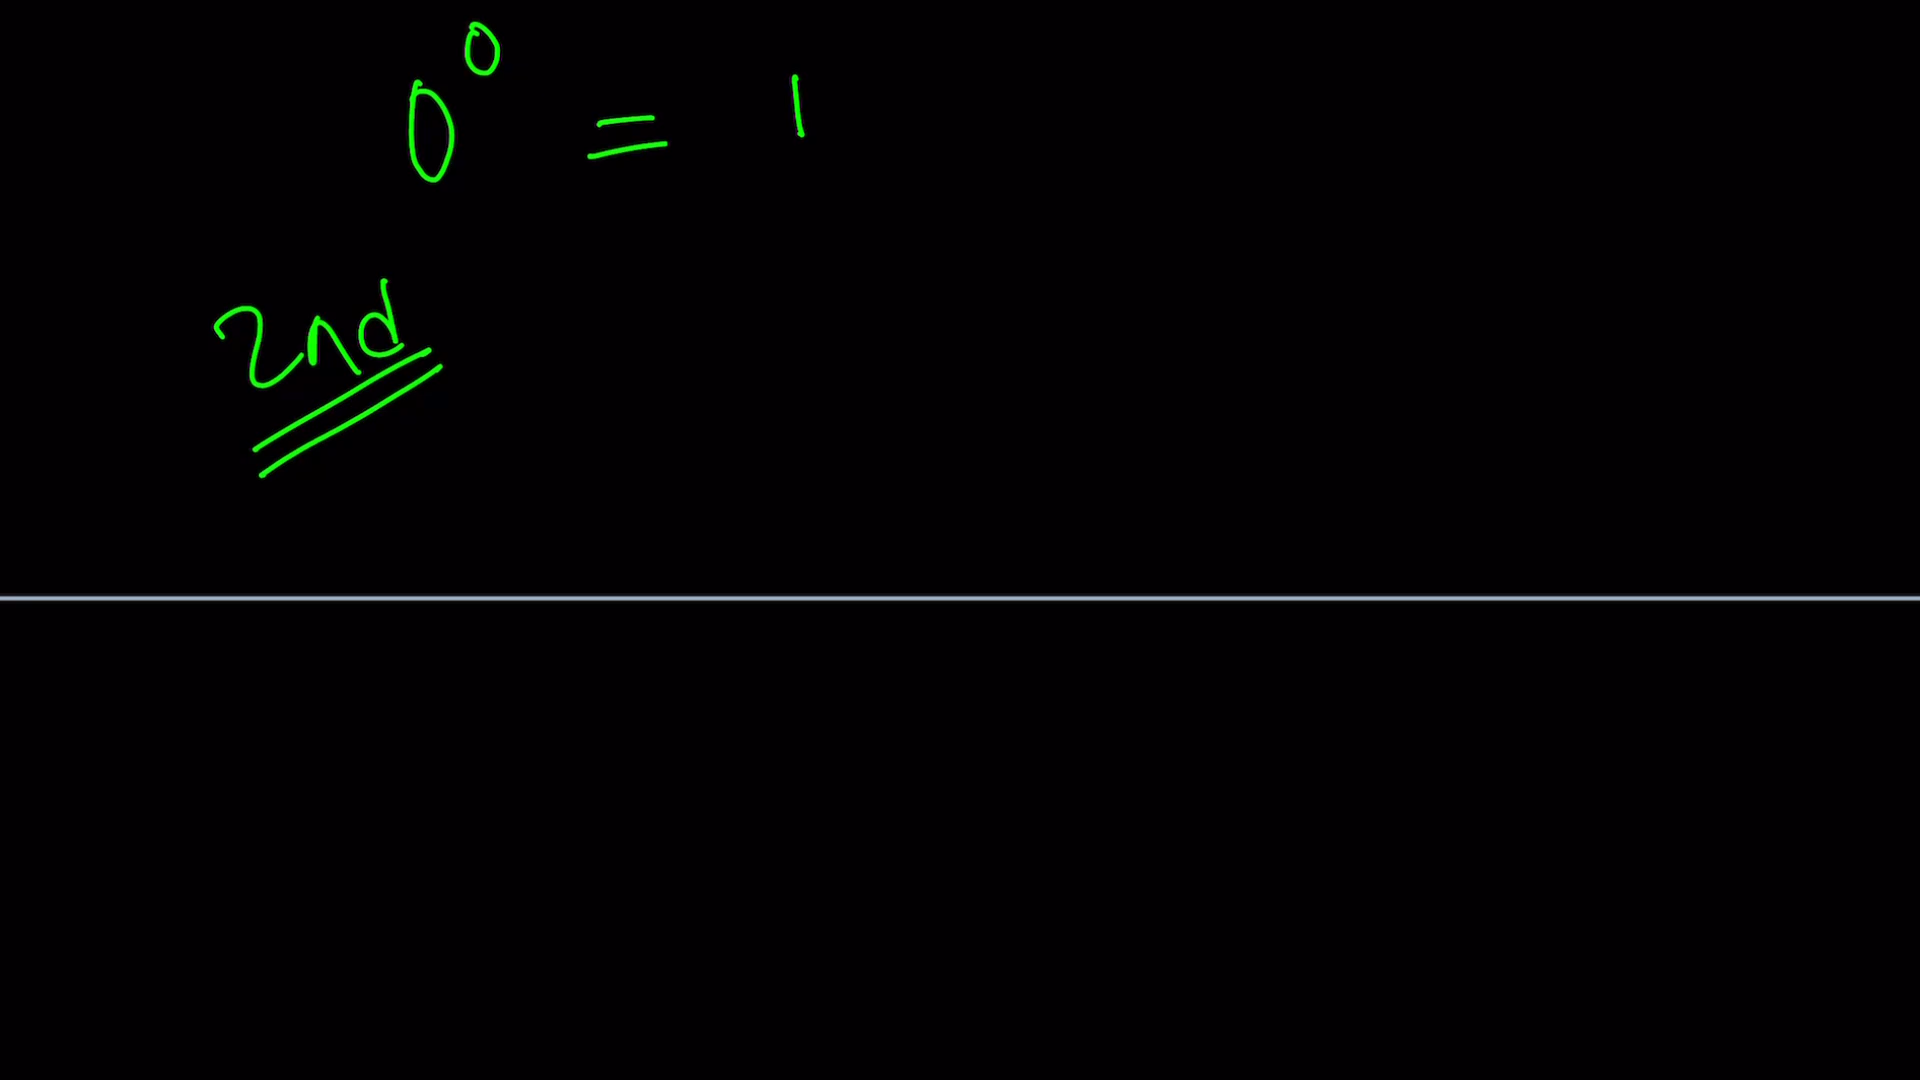 0⁰ = 1
2nd